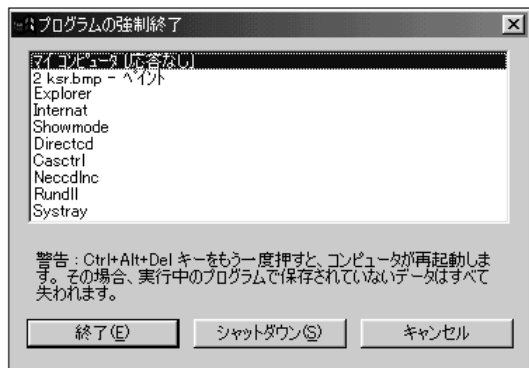 プログラムの強制終了
マイ コンピュータ [応答なし]
2 ksr.bmp - ペイント
Explorer
Internat
Showmode
Directcd
Casctrl
Neccdlnc
Rundll
Systray
警告 : Ctrl+Alt+Del キーをもう一度押すと、コンピュータが再起動しま
す。その場合、実行中のプログラムで保存されていないデータはすべて
失われます。
終了(E)
シャットダウン(S)
キャンセル